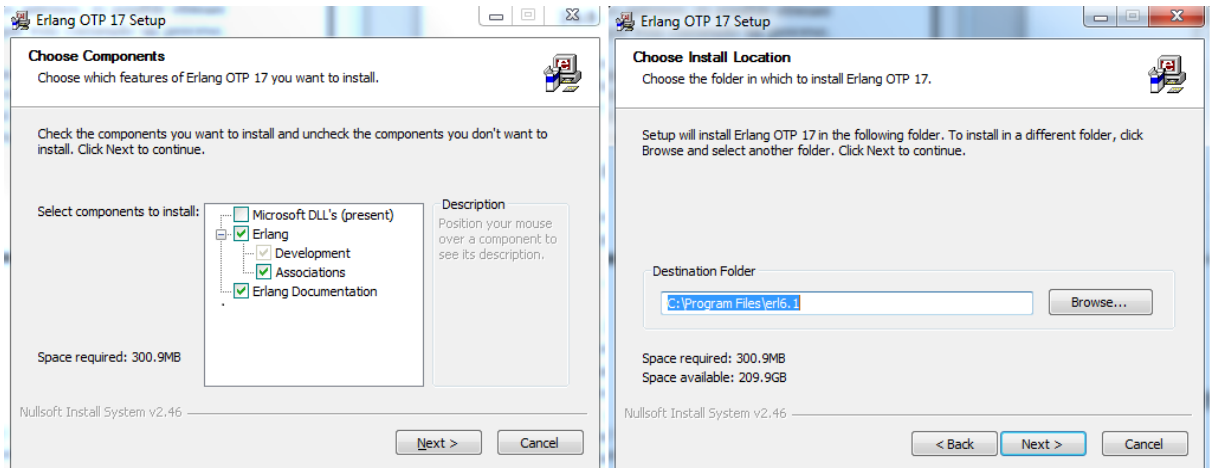 Erlang OTP 17 Setup
Choose Components
Choose which features of Erlang OTP 17 you want to install.
Check the components you want to install and uncheck the components you don't want to
install. Click Next to continue.
Select components to install:
Microsoft DLL's (present)
Erlang
Development
Associations
Erlang Documentation
Description
Position your mouse
over a component to
see its description.
Space required: 300.9MB
Nullsoft Install System v2.46
Next >
Cancel
Erlang OTP 17 Setup
Choose Install Location
Choose the folder in which to install Erlang OTP 17.
Setup will install Erlang OTP 17 in the following folder. To install in a different folder, click
Browse and select another folder. Click Next to continue.
Destination Folder
C:\Program Files\erl6.1
Browse...
Space required: 300.9MB
Space available: 209.9GB
Nullsoft Install System v2.46
< Back
Next >
Cancel